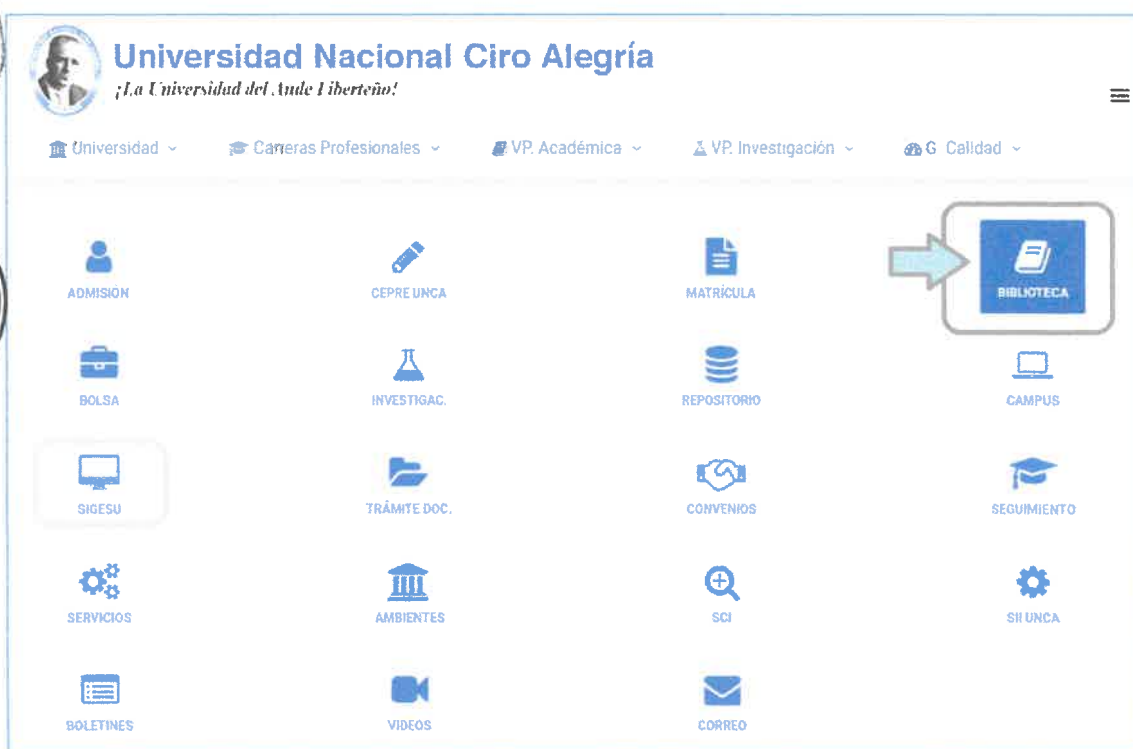 Universidad Nacional Ciro Alegría
¡La Universidad del Ande Liberteño!
Universidad
Carreras Profesionales
VP. Académica
VP. Investigación
G Calidad
ADMISIÓN
CEPRE UNCA
MATRÍCULA
BIBLIOTECA
BOLSA
INVESTIGAC.
REPOSITORIO
CAMPUS
SIGESU
TRÁMITE DOC.
CONVENIOS
SEGUIMIENTO
SERVICIOS
AMBIENTES
SCI
SII UNCA
BOLETINES
VIDEOS
CORREO